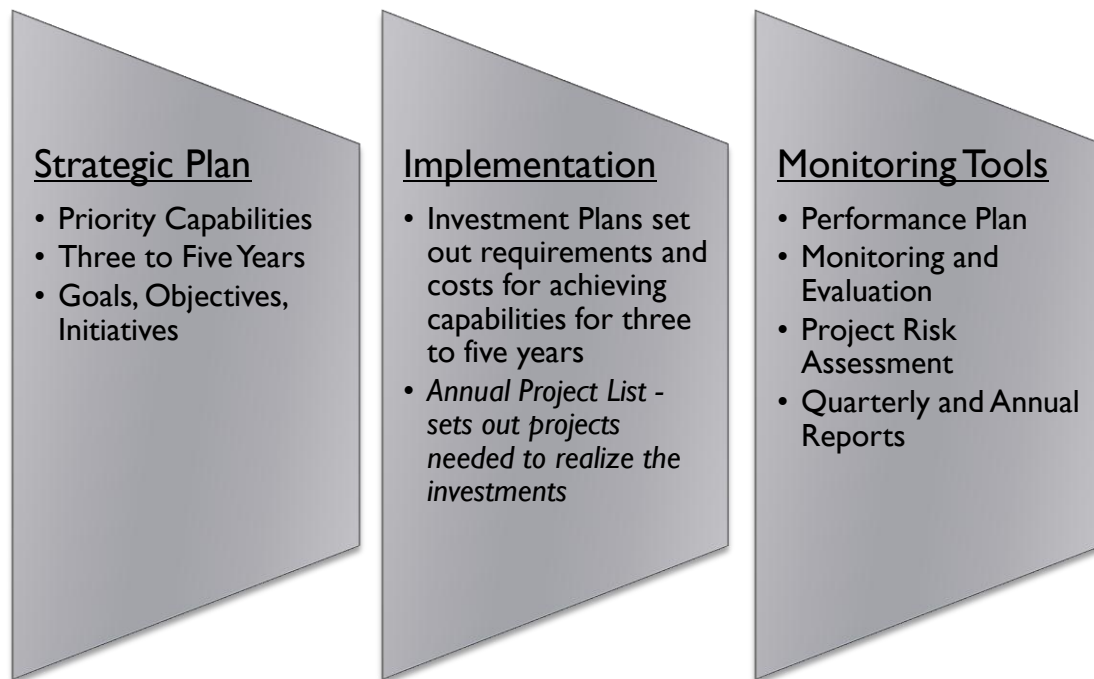 Strategic Plan
• Priority Capabilities
• Three to Five Years
• Goals, Objectives,
Initiatives
Implementation
• Investment Plans set
out requirements and
costs for achieving
capabilities for three
to five years
• Annual Project List -
sets out projects
needed to realize the
investments
Monitoring Tools
• Performance Plan
• Monitoring and
Evaluation
• Project Risk
Assessment
• Quarterly and Annual
Reports